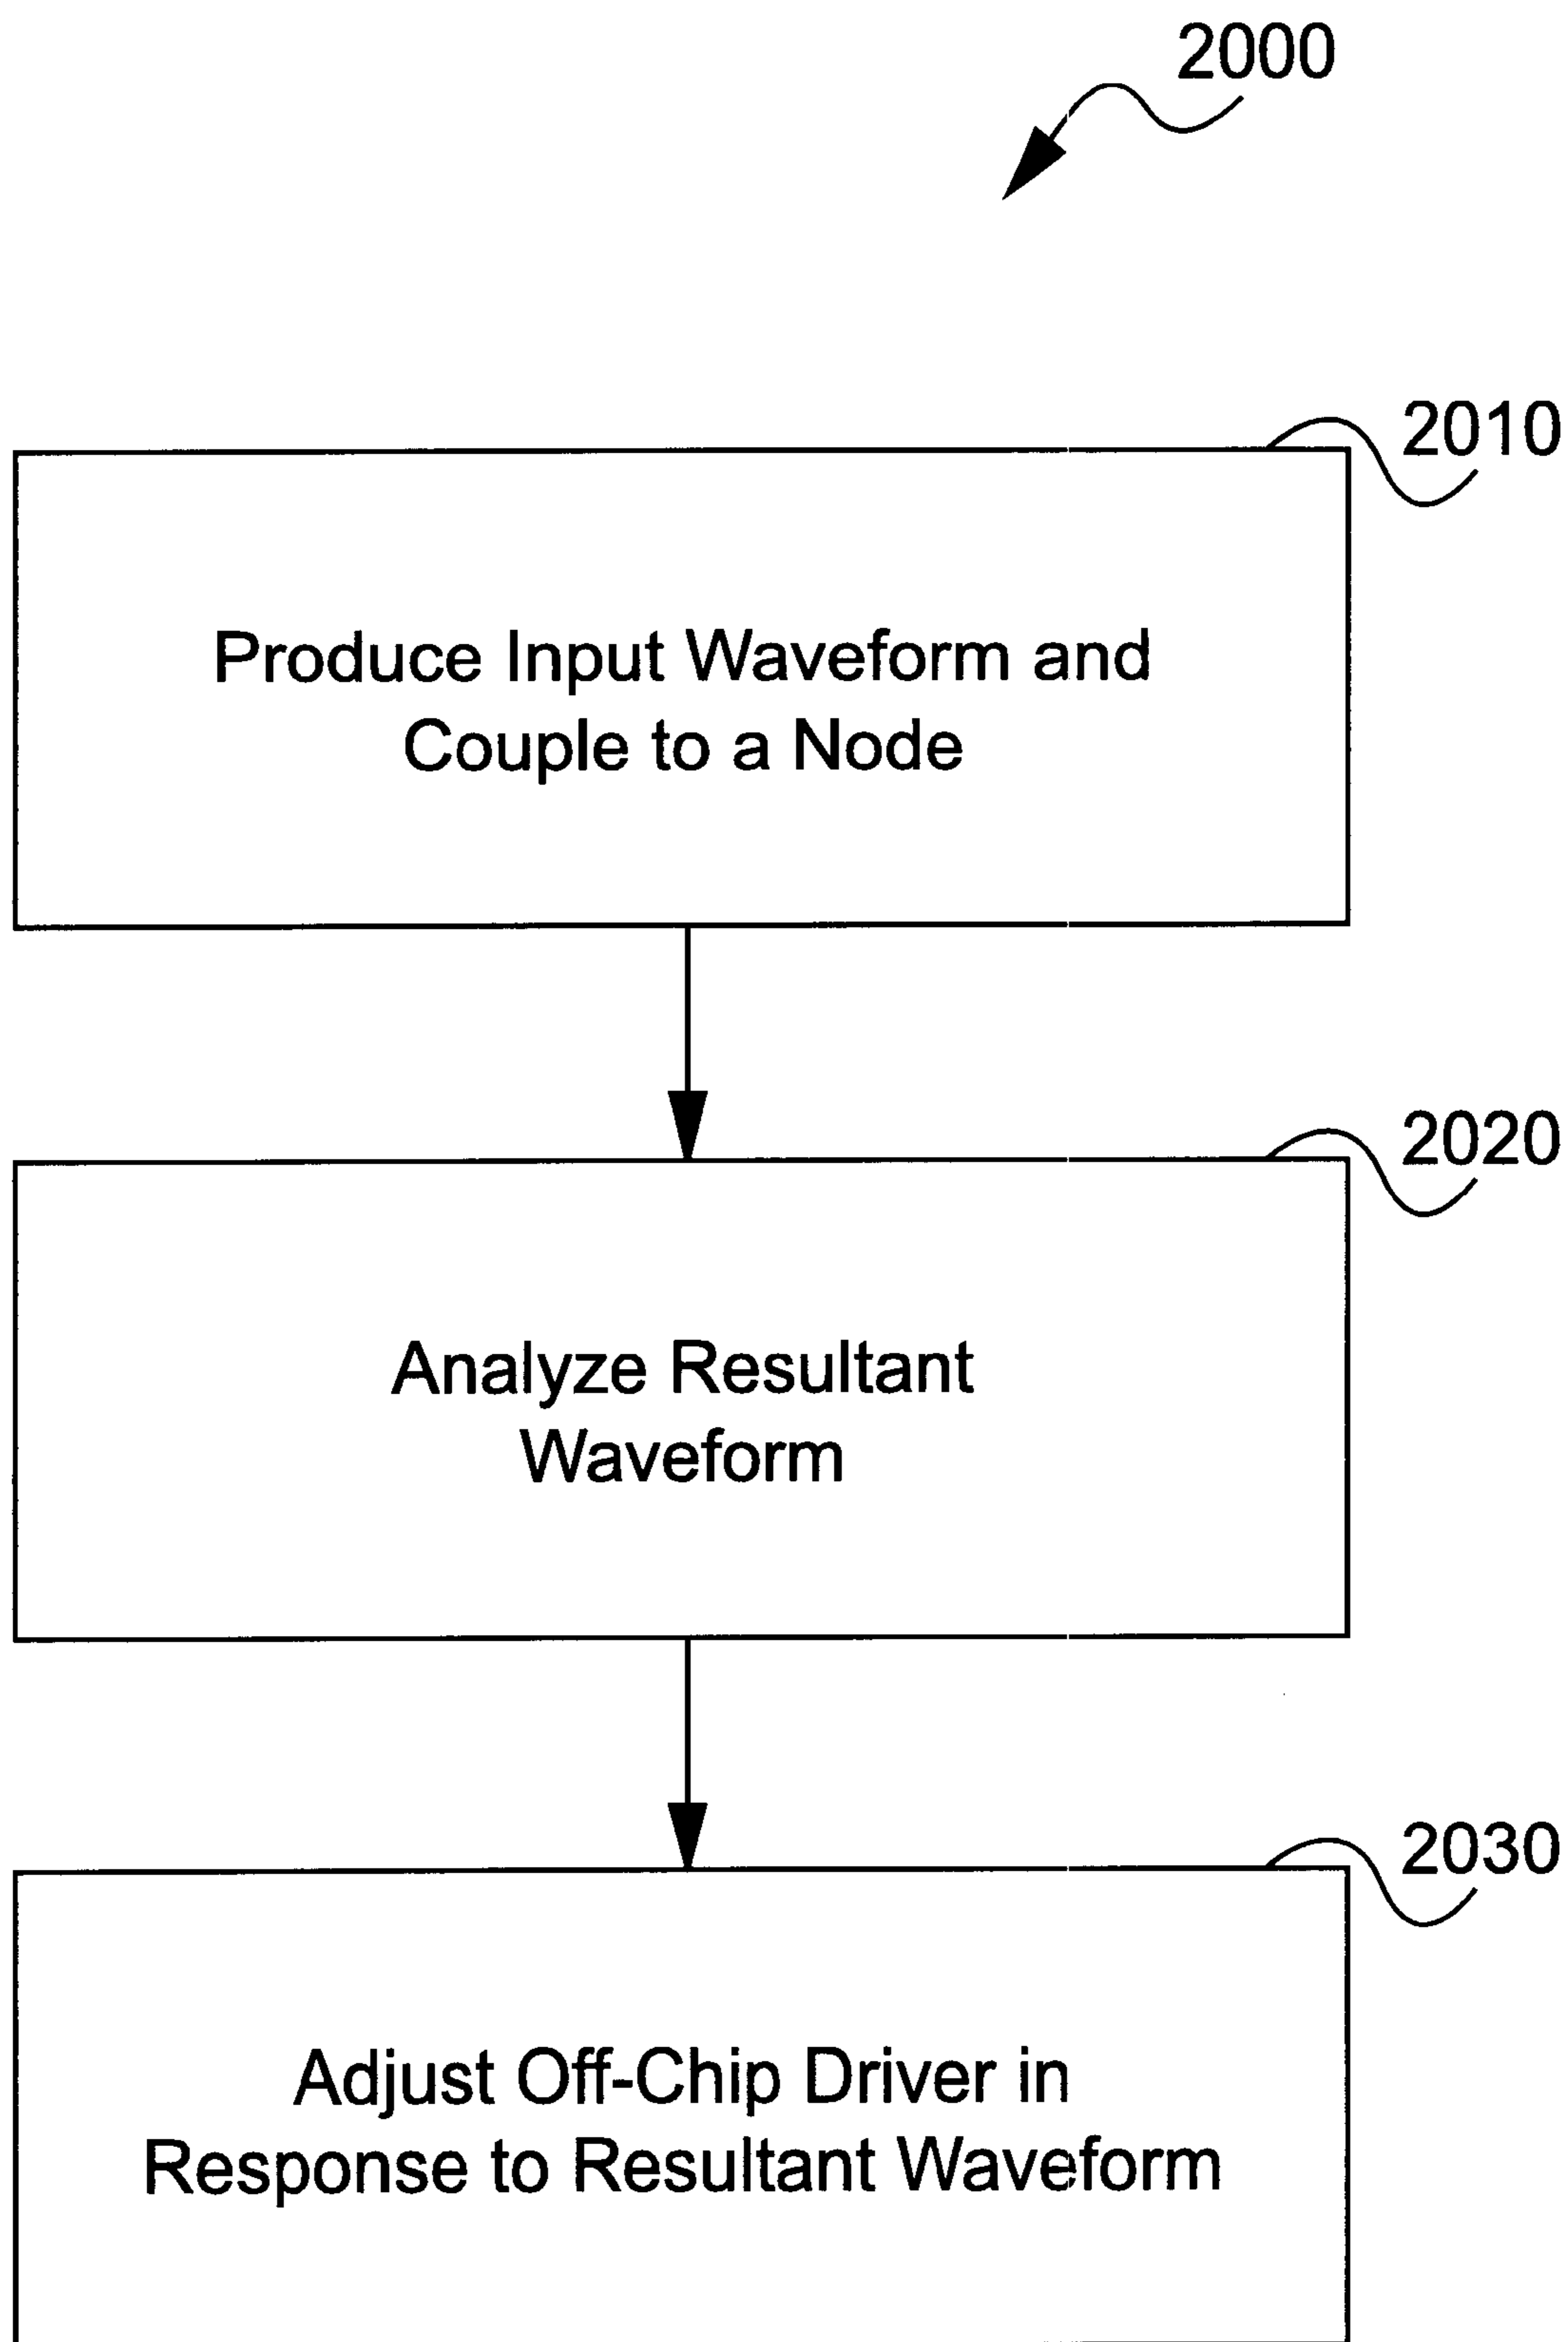 2000
2010
Produce Input Waveform and
Couple to a Node
2020
Analyze Resultant
Waveform
2030
Adjust Off-Chip Driver in
Response to Resultant Waveform